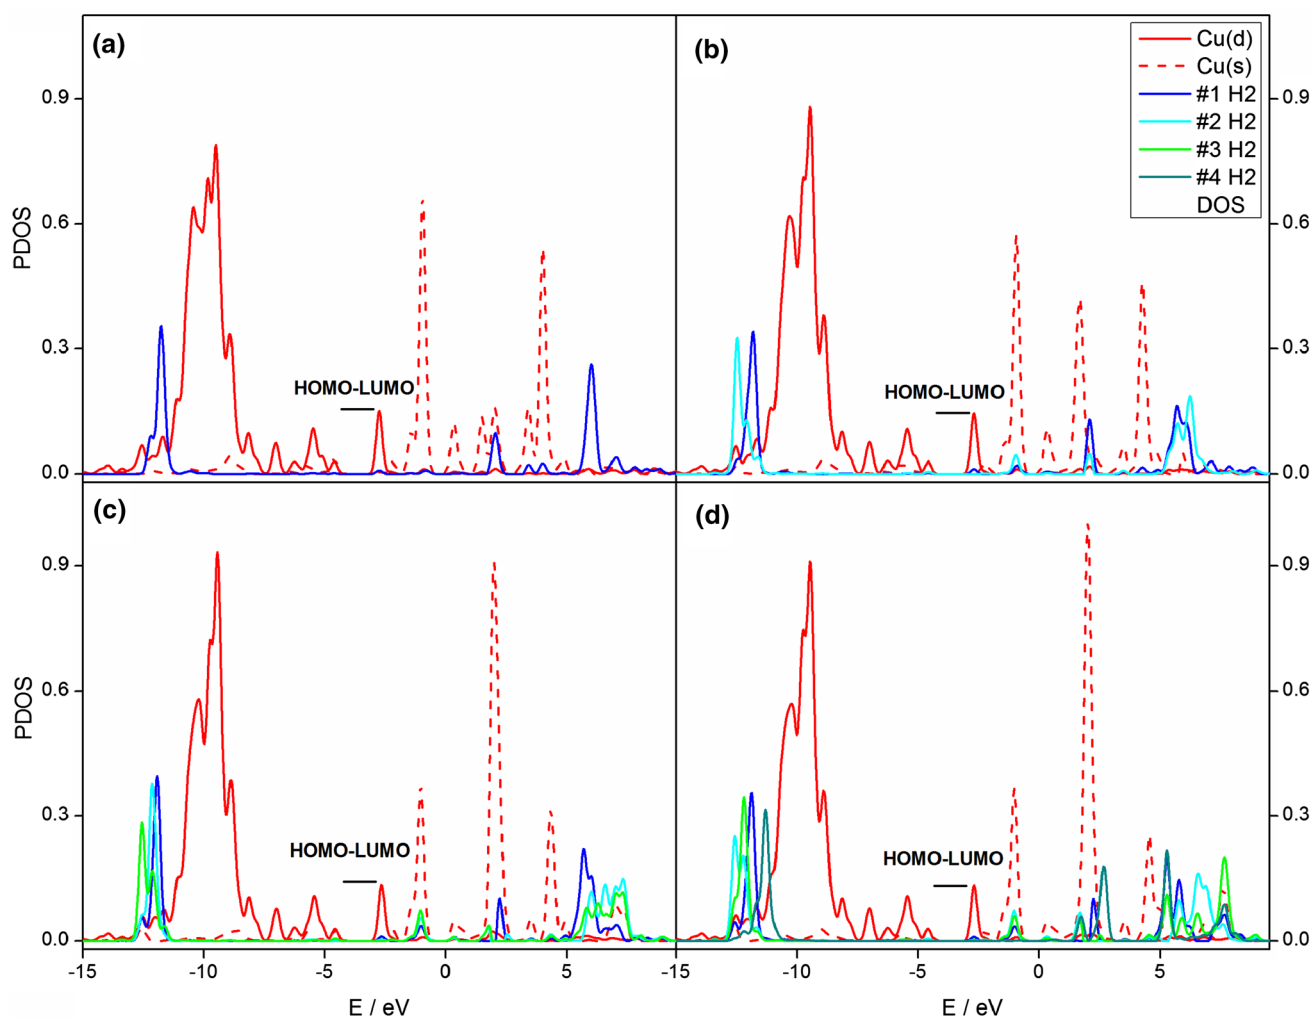 (a)
0.9
0.6
0.3
0.0
PDOS
HOMO-LUMO
(b)
Cu(d)
Cu(s)
#1 H2
#2 H2
#3 H2
#4 H2
DOS
0.9
0.6
0.3
0.0
HOMO-LUMO
(c)
0.9
0.6
0.3
0.0
PDOS
HOMO-LUMO
-15
-10
-5
0
5
E / eV
(d)
0.9
0.6
0.3
0.0
HOMO-LUMO
-15
-10
-5
0
5
E / eV